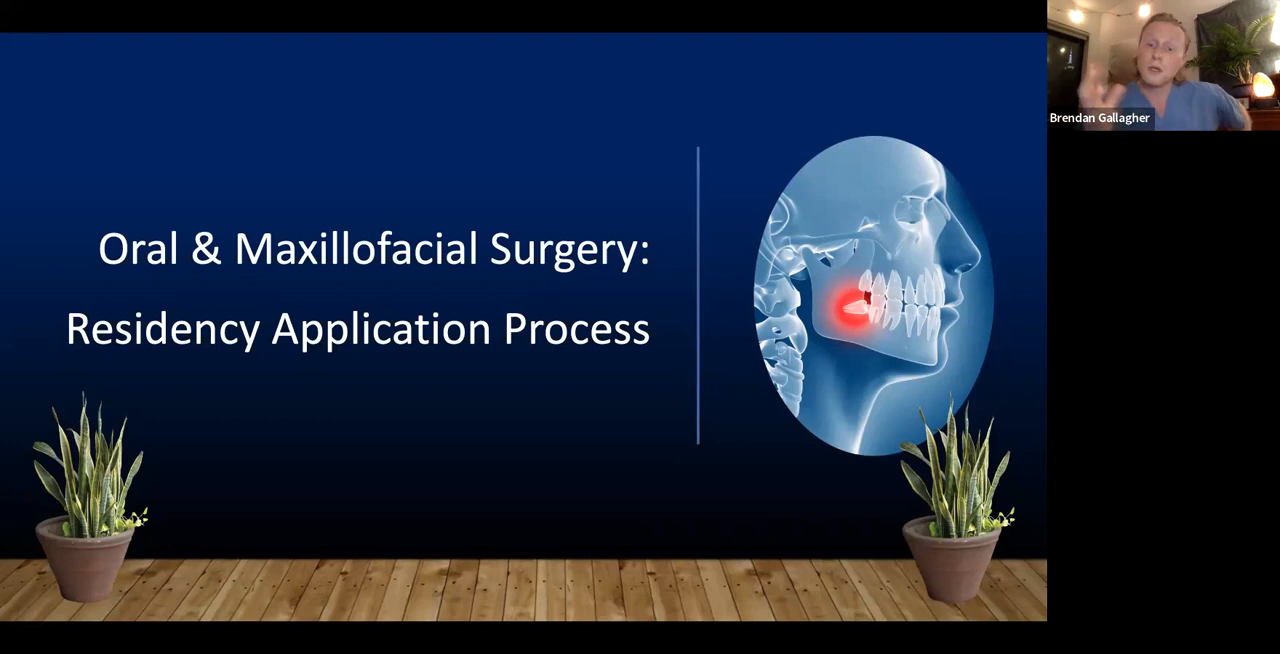 Oral & Maxillofacial Surgery:
Residency Application Process
Brendan Gallagher